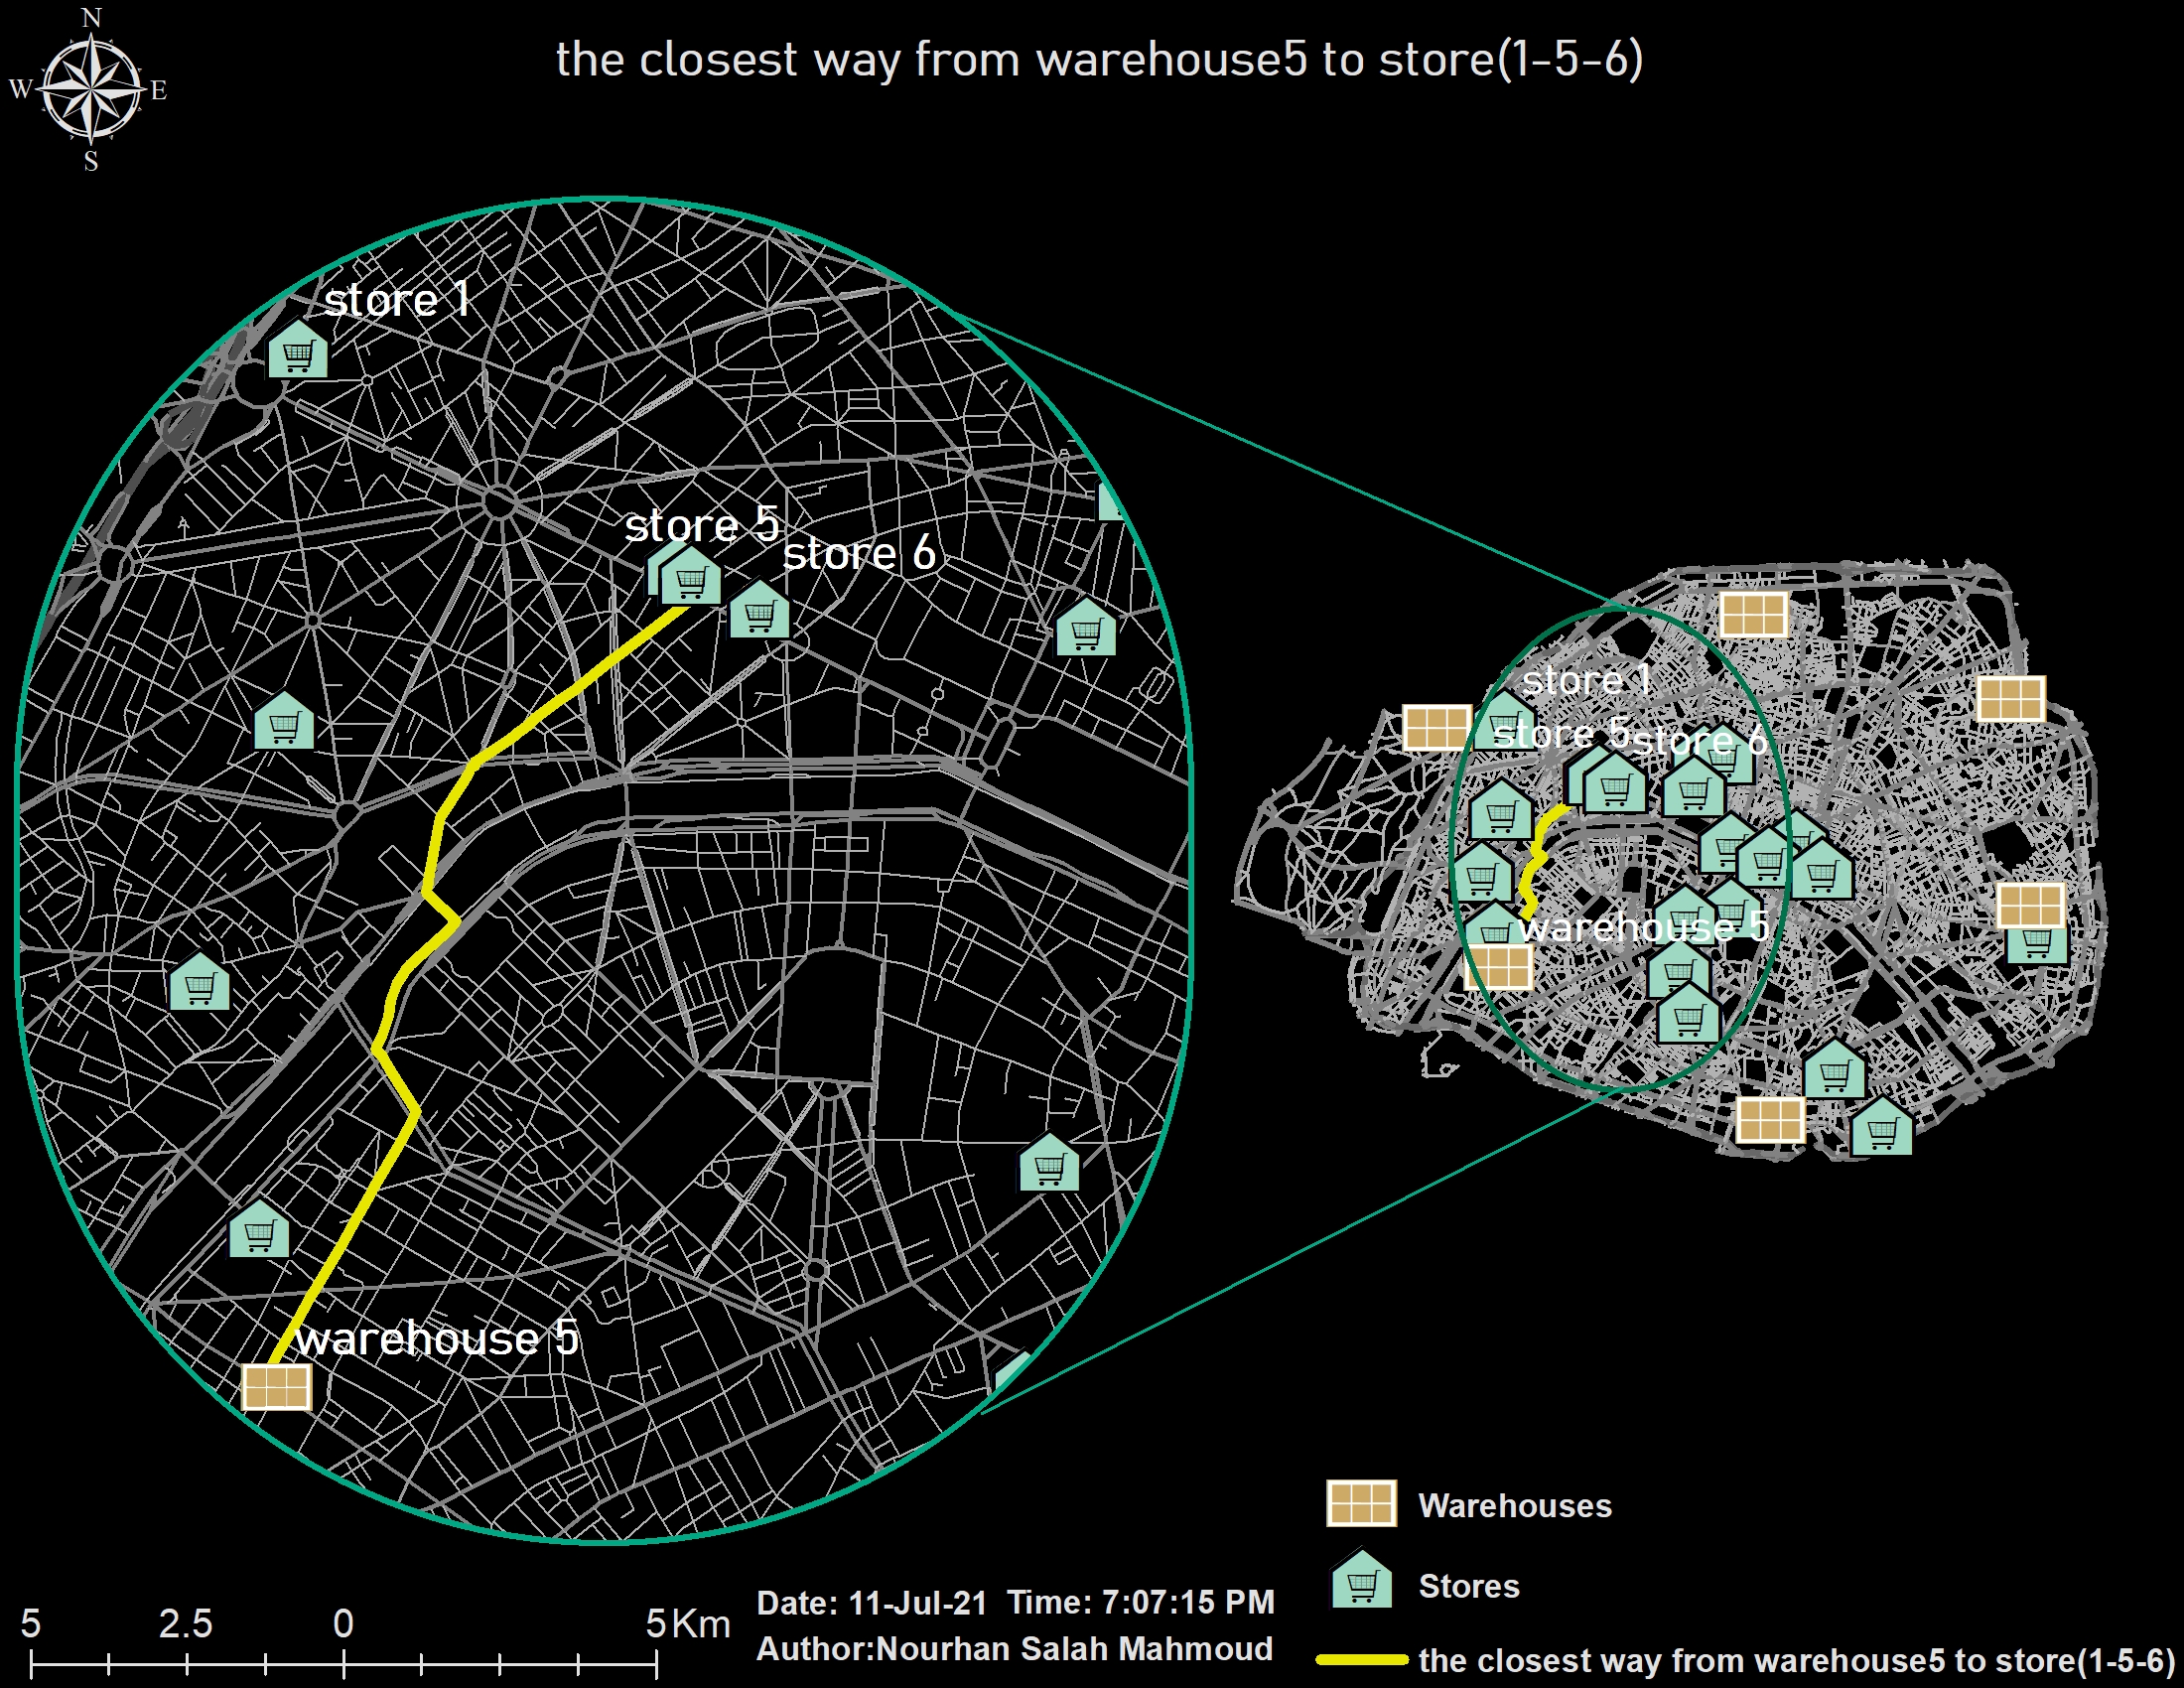 N
W E
S
the closest way from warehouse5 to store(1-5-6)
store 1
store 5
store 6
warehouse 5
store 1
store 5
store 6
warehouse 5
Warehouses
Stores
the closest way from warehouse5 to store(1-5-6)
5 2.5 0 5 Km
Date: 11-Jul-21 Time: 7:07:15 PM
Author:Nourhan Salah Mahmoud